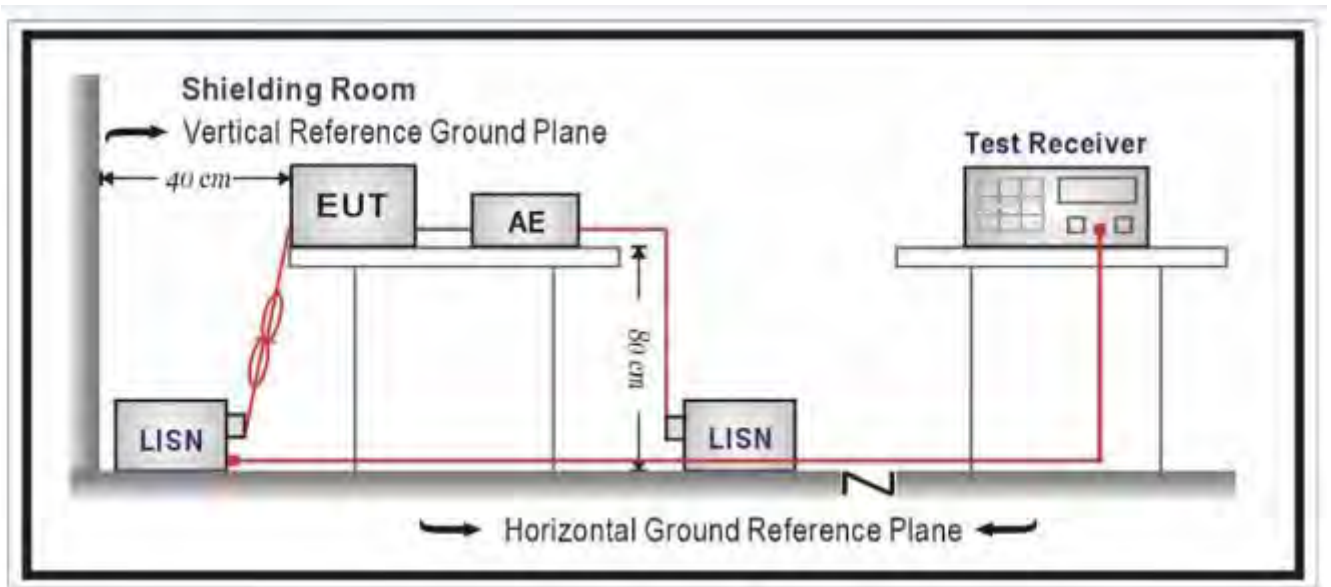 Shielding Room
Vertical Reference Ground Plane
Test Receiver
40 cm
EUT
AE
80 cm
LISN
LISN
Horizontal Ground Reference Plane